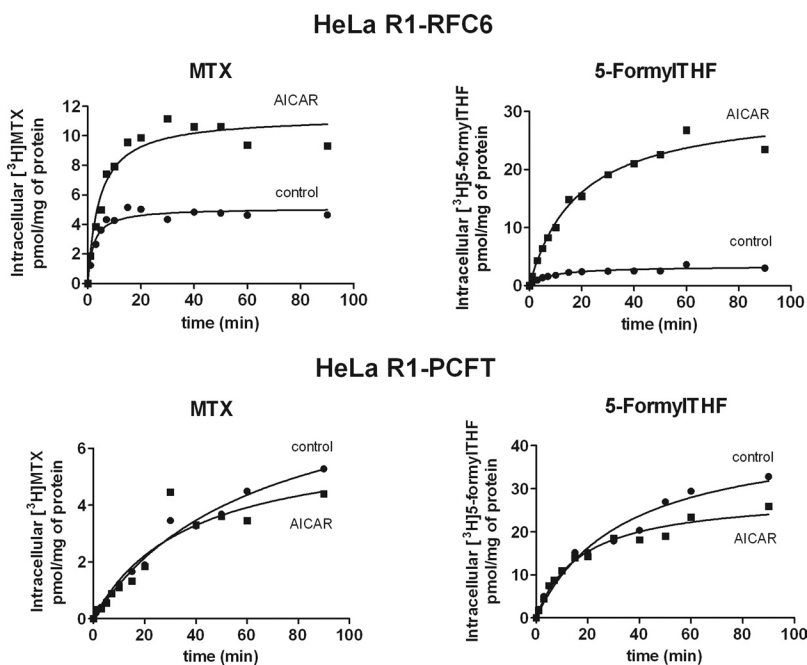 HeLa R1-RFC6
MTX
Intracellular [³H]MTX
pmol/mg of protein
12
10
8
6
4
2
0
AICAR
control
0 20 40 60 80 100
time (min)
5-FormylTHF
Intracellular [³H]5-formylTHF
pmol/mg of protein
30
20
10
0
AICAR
control
0 20 40 60 80 100
time (min)
HeLa R1-PCFT
MTX
Intracellular [³H]MTX
pmol/mg of protein
6
4
2
0
control
AICAR
0 20 40 60 80 100
time (min)
5-FormylTHF
Intracellular [³H]5-formylTHF
pmol/mg of protein
40
30
20
10
0
control
AICAR
0 20 40 60 80 100
time (min)